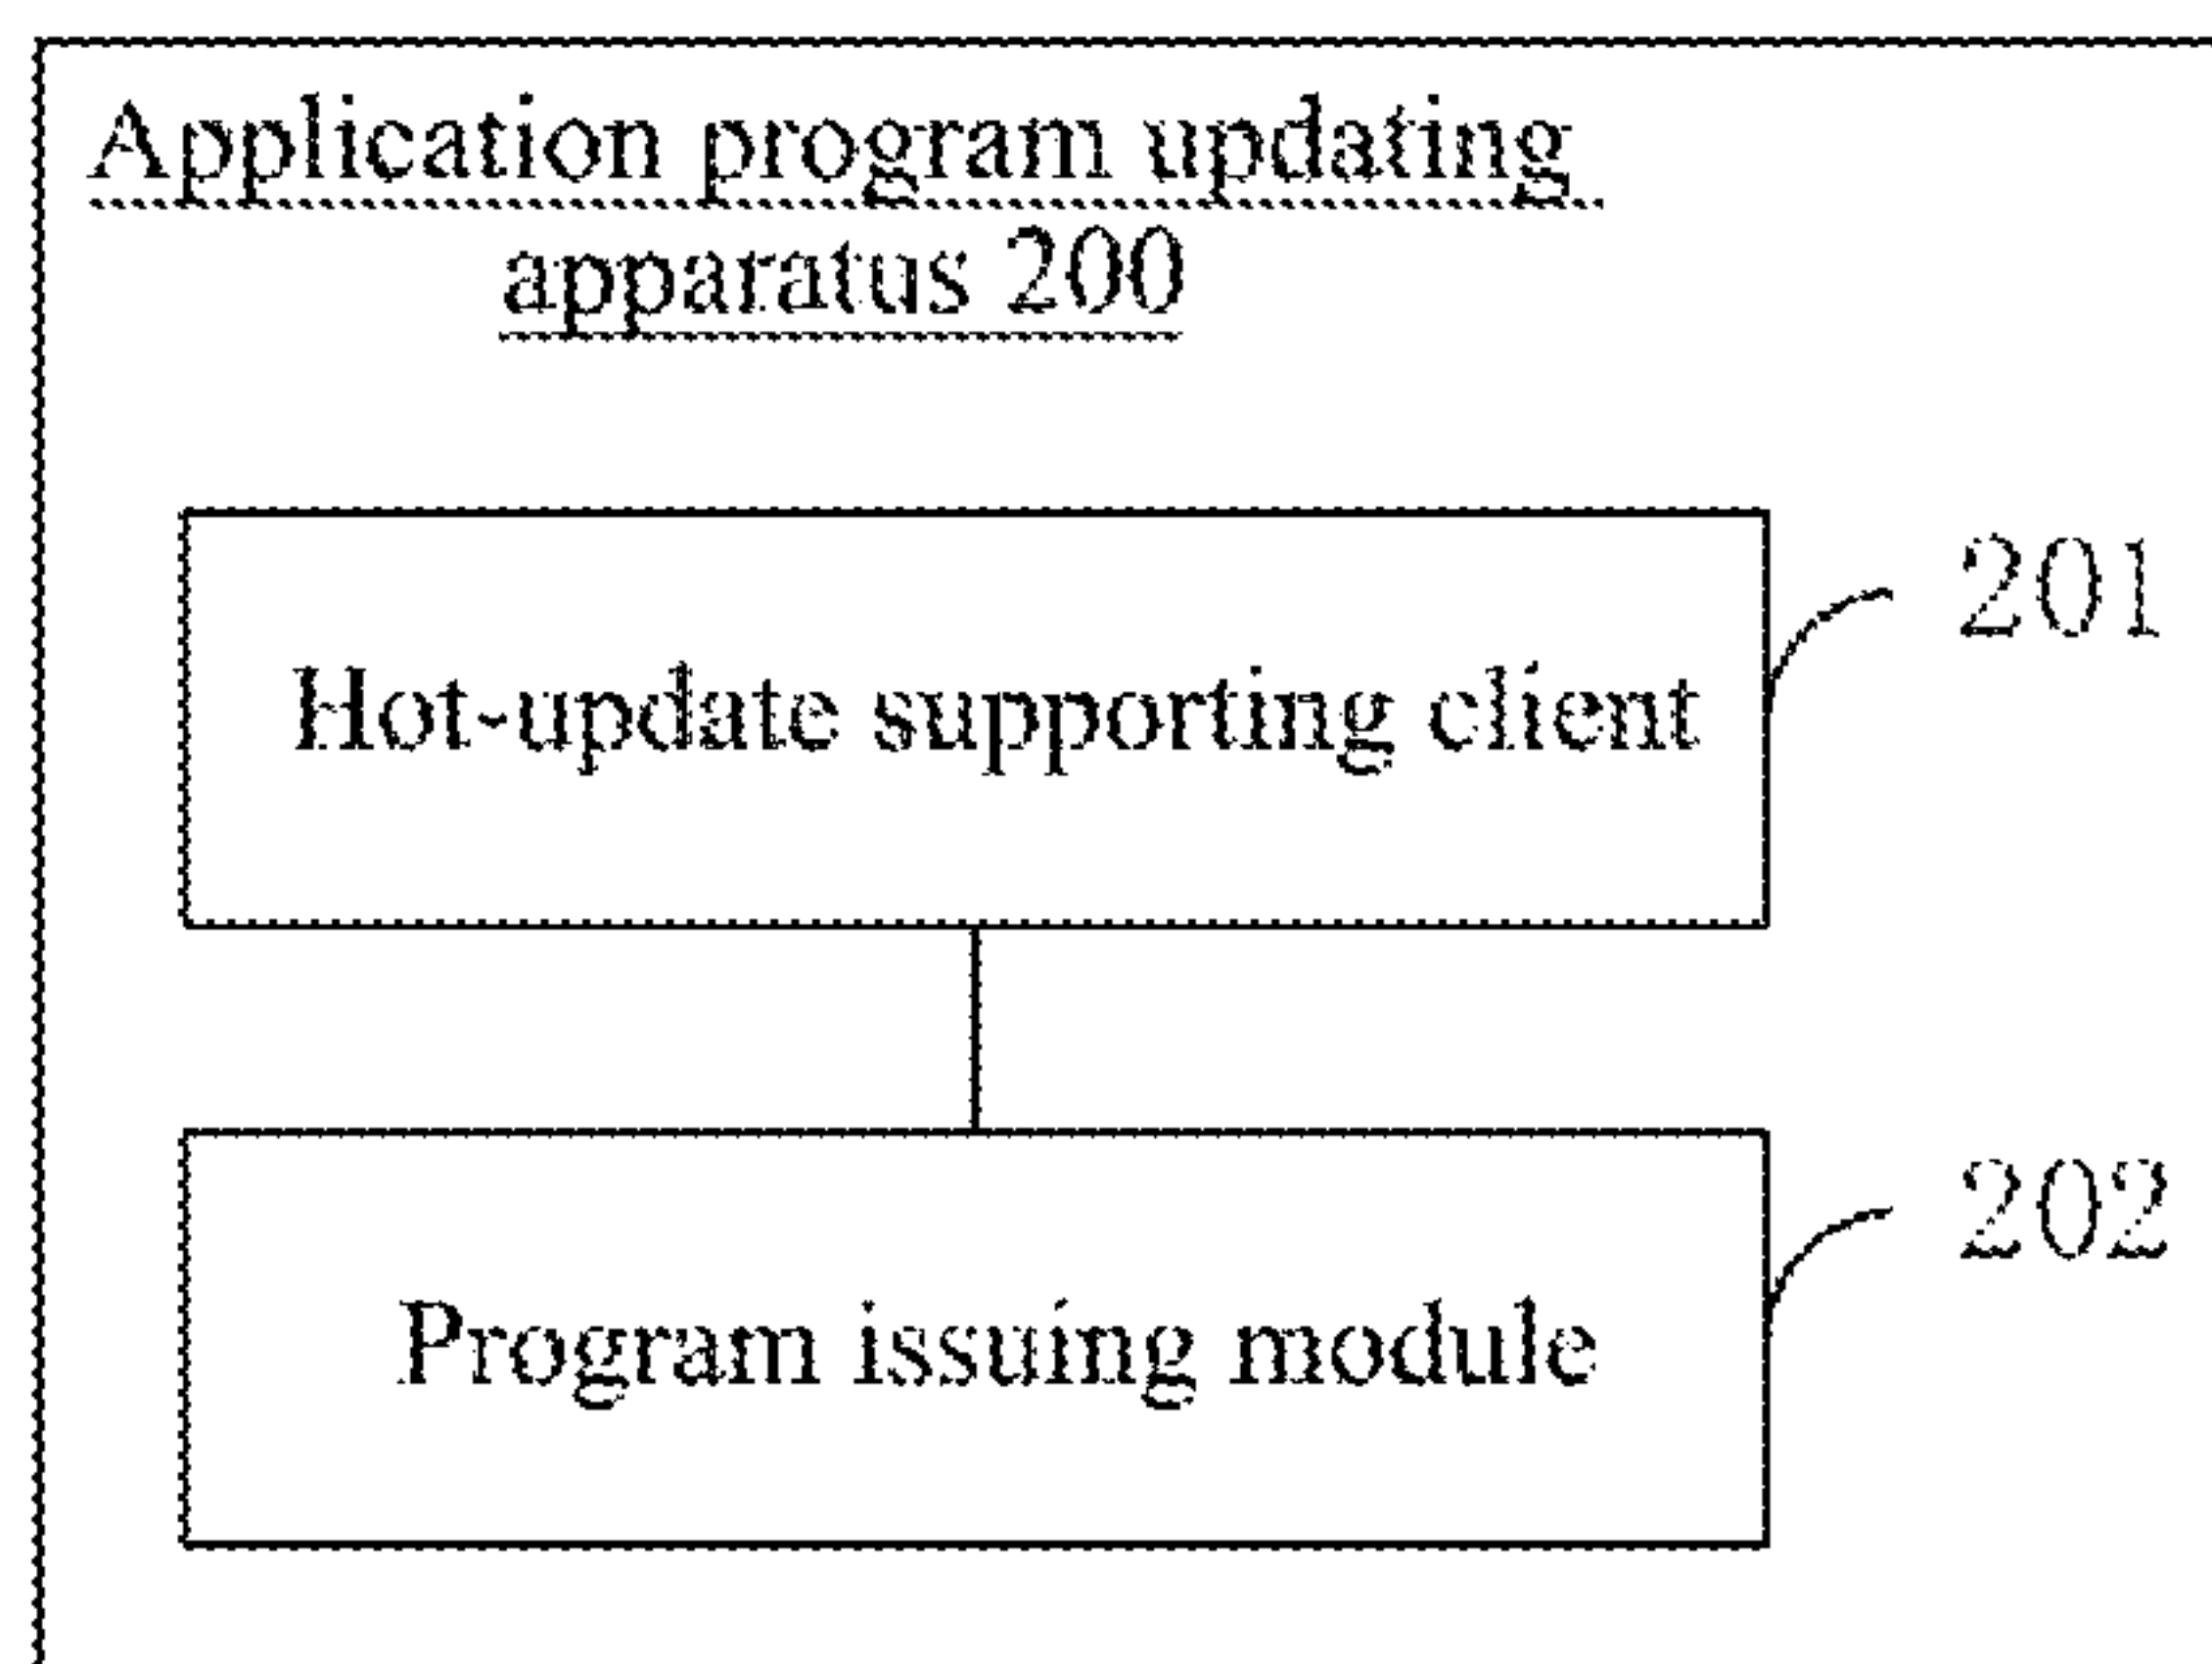 Application program updating
apparatus 200
201
Hot-update supporting client
202
Program issuing module